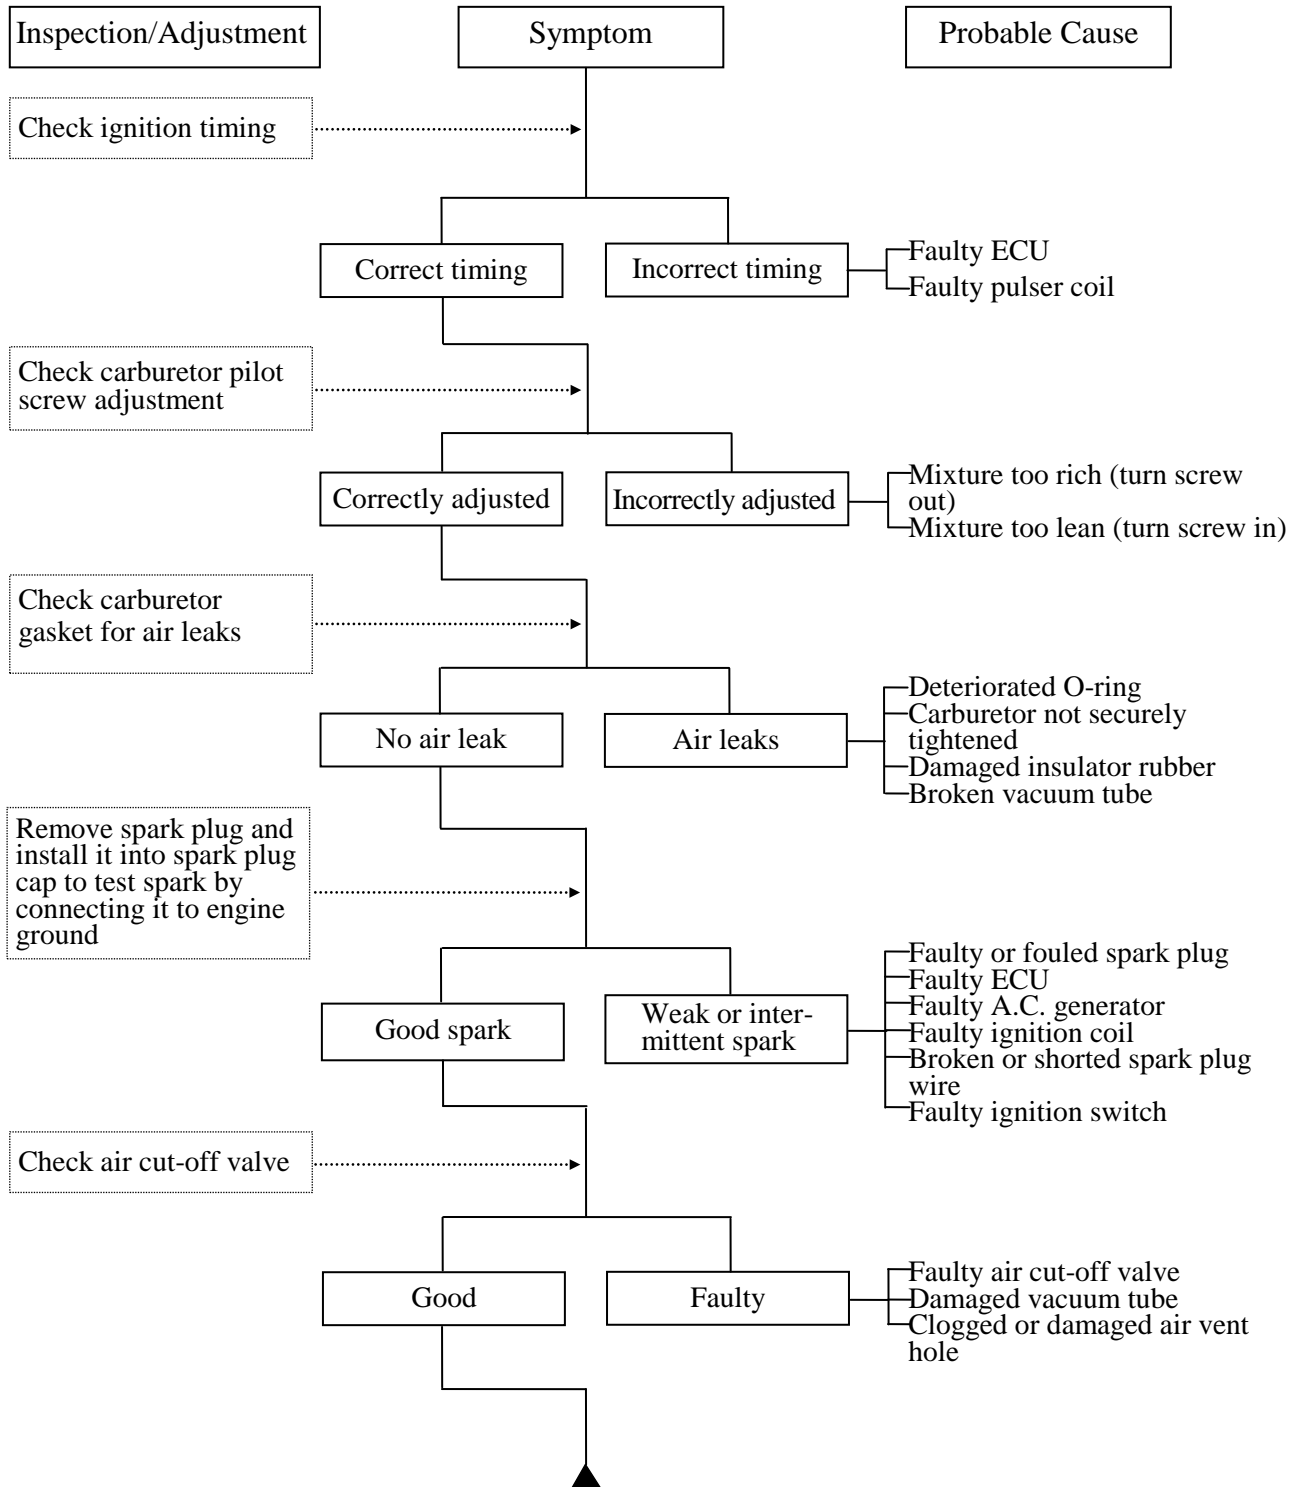 Inspection/Adjustment
Symptom
Probable Cause
Check ignition timing
Correct timing
Incorrect timing
Faulty ECU
Faulty pulser coil
Check carburetor pilot
screw adjustment
Correctly adjusted
Incorrectly adjusted
Mixture too rich (turn screw
out)
Mixture too lean (turn screw in)
Check carburetor
gasket for air leaks
No air leak
Air leaks
Deteriorated O-ring
Carburetor not securely
tightened
Damaged insulator rubber
Broken vacuum tube
Remove spark plug and
install it into spark plug
cap to test spark by
connecting it to engine
ground
Good spark
Weak or inter-
mittent spark
Faulty or fouled spark plug
Faulty ECU
Faulty A.C. generator
Faulty ignition coil
Broken or shorted spark plug
wire
Faulty ignition switch
Check air cut-off valve
Good
Faulty
Faulty air cut-off valve
Damaged vacuum tube
Clogged or damaged air vent
hole